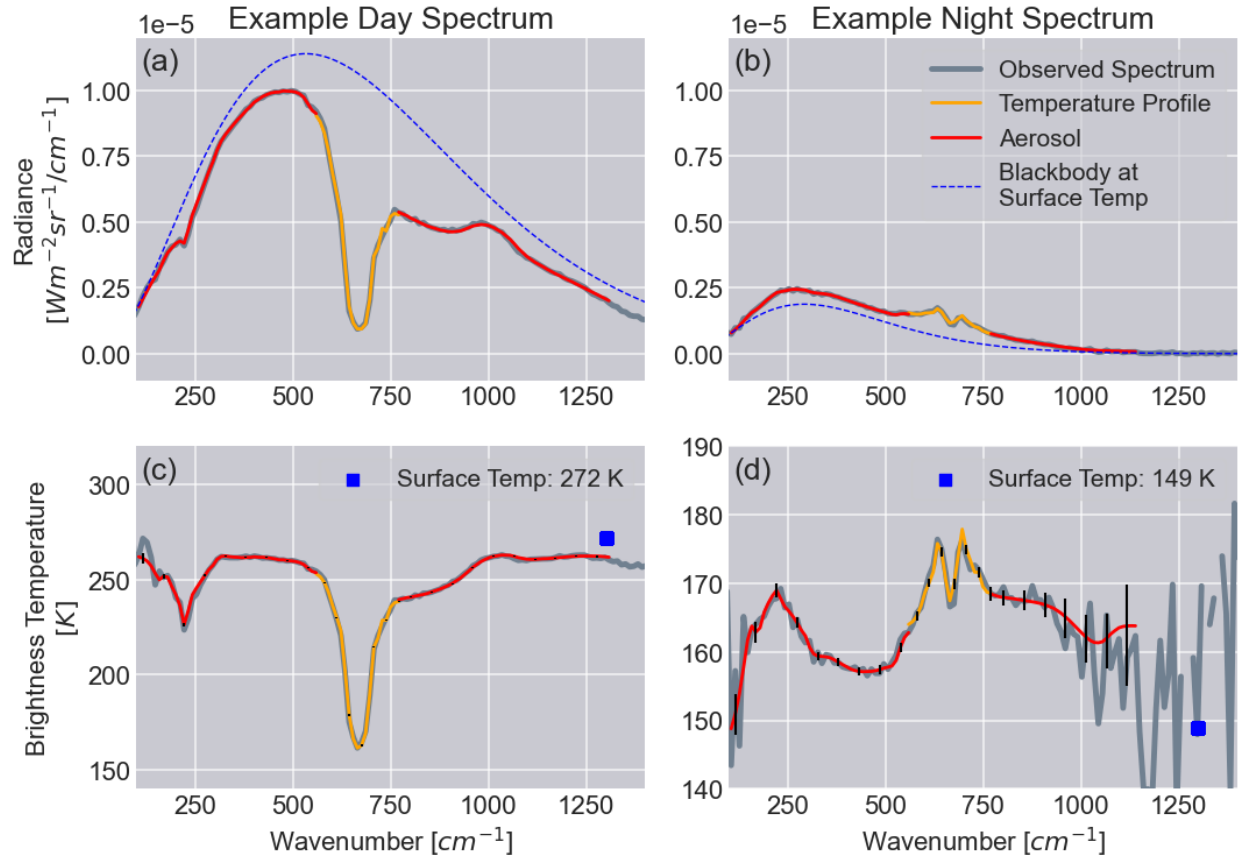 Example Day Spectrum
Example Night Spectrum
1e−5
1e−5
(a)
(b)
Observed Spectrum
Temperature Profile
Aerosol
Blackbody at
Surface Temp
Radiance
[Wm−2sr−1/cm−1]
1.00
0.75
0.50
0.25
0.00
1.00
0.75
0.50
0.25
0.00
250 500 750 1000 1250
250 500 750 1000 1250
(c)
Surface Temp: 272 K
(d)
Surface Temp: 149 K
Brightness Temperature
[K]
300
250
200
150
190
180
170
160
150
140
250 500 750 1000 1250
250 500 750 1000 1250
Wavenumber [cm−1]
Wavenumber [cm−1]